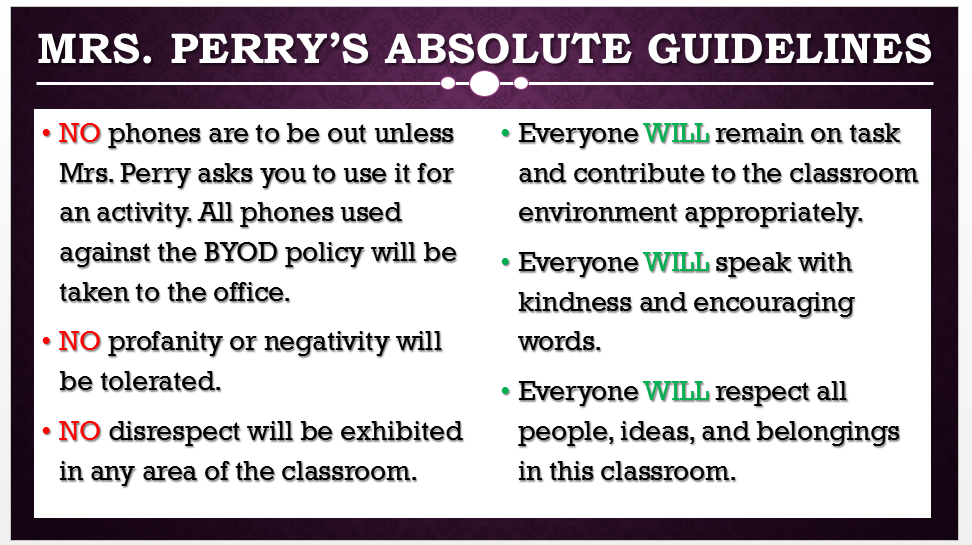 MRS. PERRY'S ABSOLUTE GUIDELINES
• NO phones are to be out unless
Mrs. Perry asks you to use it for
an activity. All phones used
against the BYOD policy will be
taken to the office.
• NO profanity or negativity will
be tolerated.
• NO disrespect will be exhibited
in any area of the classroom.
• Everyone WILL remain on task
and contribute to the classroom
environment appropriately.
• Everyone WILL speak with
kindness and encouraging
words.
• Everyone WILL respect all
people, ideas, and belongings
in this classroom.